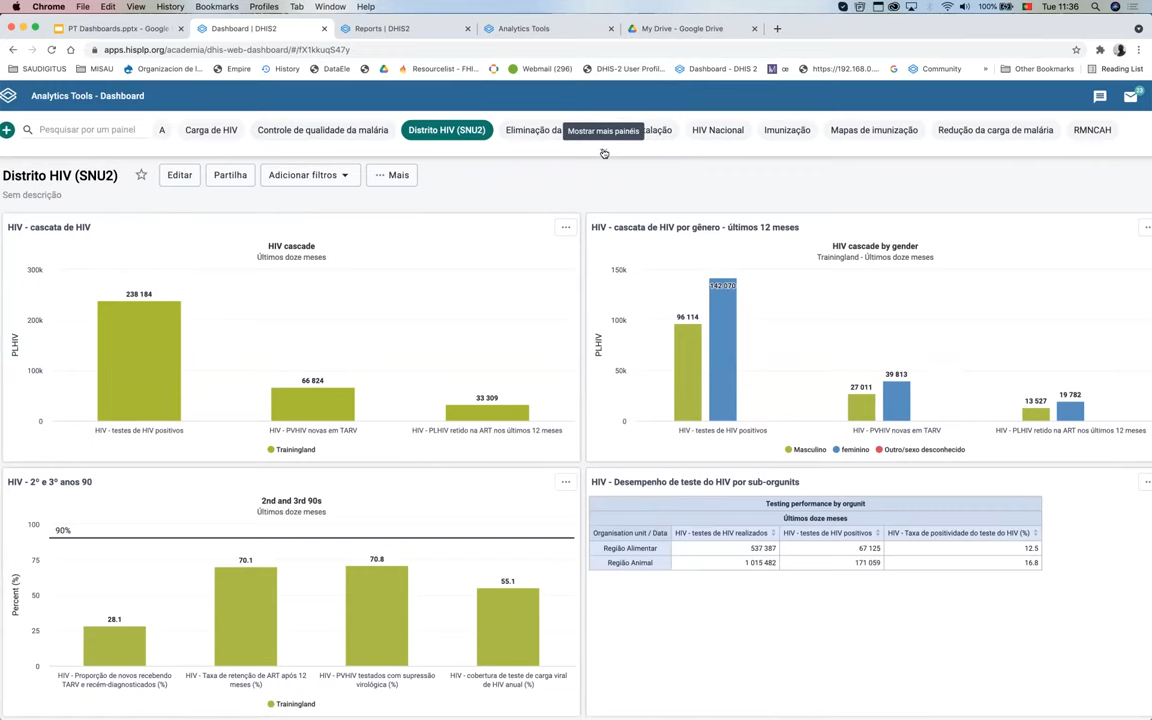 Chrome File Edit View History Bookmarks Profiles Tab Window Help 100% Tue 11:36
PT Dashboards.pptx - Google × Dashboard | DHIS2 × Reports | DHIS2 × Analytics Tools × My Drive - Google Drive × +
apps.hisplp.org/academia/dhis-web-dashboard/#/fX1kkuqS47y
SAUDIGITUS MISAU Organizacion de I... Empire History DataEle Resourcelist - FHI... Webmail (296) DHIS-2 User Profil... Dashboard - DHIS 2 https://192.168.0.... Community » Other Bookmarks Reading List
Analytics Tools - Dashboard
23
Pesquisar por um painel A Carga de HIV Controle de qualidade da malária Distrito HIV (SNU2) Eliminação da Mostrar mais painéis alação HIV Nacional Imunização Mapas de imunização Redução da carga de malária RMNCAH
Distrito HIV (SNU2) Editar Partilha Adicionar filtros ··· Mais
Sem descrição
HIV - cascata de HIV
HIV cascade
Últimos doze meses
300k
238 184
200k
PLHIV
100k
66 824
33 309
0
HIV - testes de HIV positivos HIV - PVHIV novas em TARV HIV - PLHIV retido na ART nos últimos 12 meses
Trainingland
HIV - cascata de HIV por gênero - últimos 12 meses
HIV cascade by gender
Trainingland - Últimos doze meses
150k
142 070
96 114
100k
PLHIV
50k
27 011 39 813
13 527 19 782
0
HIV - testes de HIV positivos HIV - PVHIV novas em TARV HIV - PLHIV retido na ART nos últimos 12 meses
Masculino feminino Outro/sexo desconhecido
HIV - 2º e 3º anos 90
2nd and 3rd 90s
Últimos doze meses
100
90%
75
70.1 70.8
55.1
Percent (%)
50
28.1
25
0
HIV - Proporção de novos recebendo TARV e recém-diagnosticados (%)
HIV - Taxa de retenção de ART após 12 meses (%)
HIV - PVHIV testados com supressão virológica (%)
HIV - cobertura de teste de carga viral de HIV anual (%)
Trainingland
HIV - Desempenho de teste do HIV por sub-orgunits
Testing performance by orgunit
Últimos doze meses
Organisation unit / Data HIV - testes de HIV realizados HIV - testes de HIV positivos HIV - Taxa de positividade do teste do HIV (%)
Região Alimentar 537 387 67 125 12.5
Região Animal 1 015 482 171 059 16.8